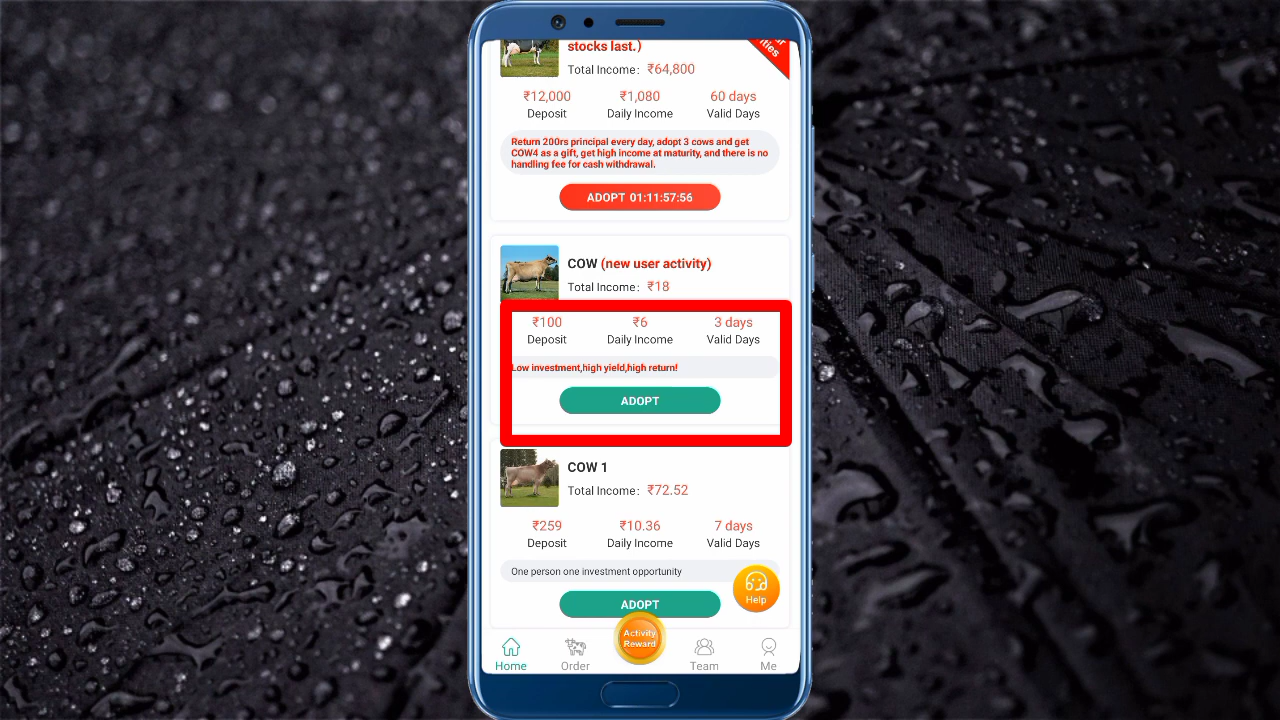 stocks last.)
Total Income: ₹64,800
₹12,000 ₹1,080 60 days
Deposit Daily Income Valid Days
Return 200rs principal every day, adopt 3 cows and get
COW4 as a gift, get high income at maturity, and there is no
handling fee for cash withdrawal.
ADOPT 01:11:57:56
COW (new user activity)
Total Income: ₹18
₹100 ₹6 3 days
Deposit Daily Income Valid Days
Low investment,high yield,high return!
ADOPT
COW 1
Total Income: ₹72.52
₹259 ₹10.36 7 days
Deposit Daily Income Valid Days
One person one investment opportunity
Help
ADOPT
Activity
Reward
Home Order Team Me